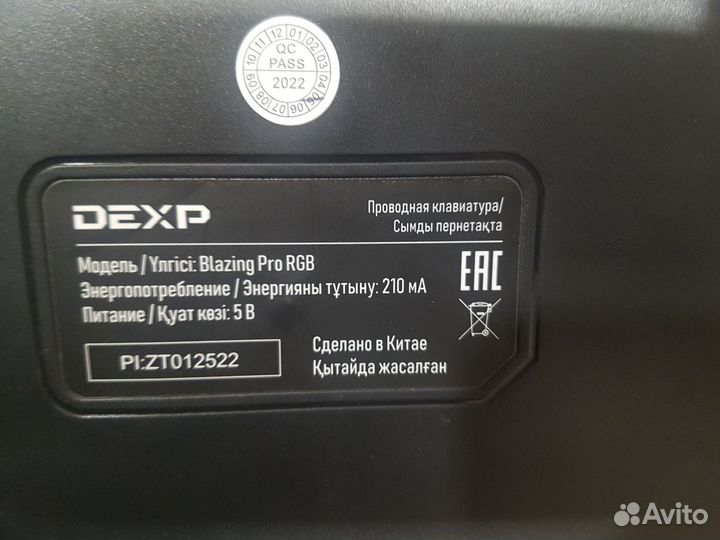 10 11 12 01 02 03 04 05 06 07 08 09
QC
PASS
2022
DEXP
Проводная клавиатура/
Сымды пернетақта
Модель / Үлгісі: Blazing Pro RGB
Энергопотребление / Энергияны тұтыну: 210 мА
Питание / Қуат көзі: 5 В
EAC
PI:ZT012522
Сделано в Китае
Қытайда жасалған
Avito